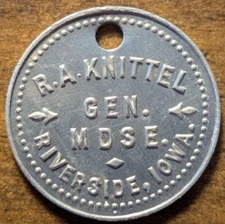 R.A. KNITTEL
GEN.
MDSE.
RIVERSIDE, IOWA.